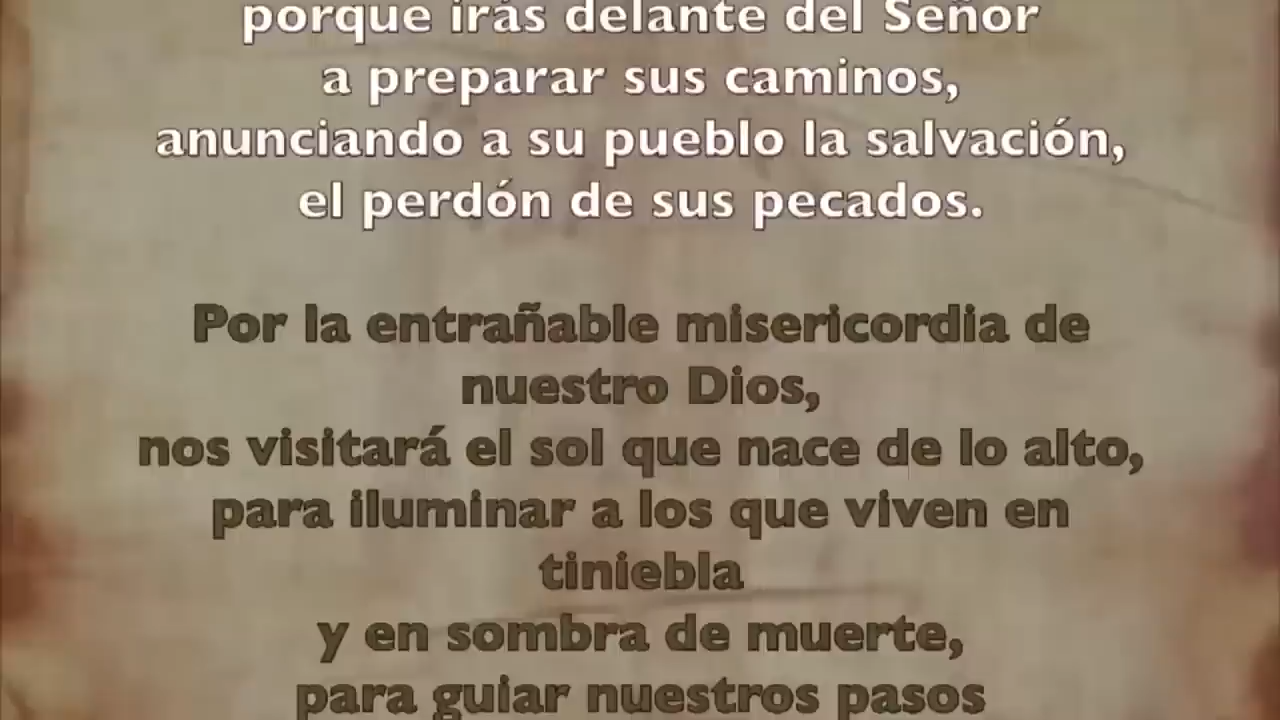 porque irás delante del Señor
a preparar sus caminos,
anunciando a su pueblo la salvación,
el perdón de sus pecados.
Por la entrañable misericordia de
nuestro Dios,
nos visitará el sol que nace de lo alto,
para iluminar a los que viven en
tiniebla
y en sombra de muerte,
para guiar nuestros pasos